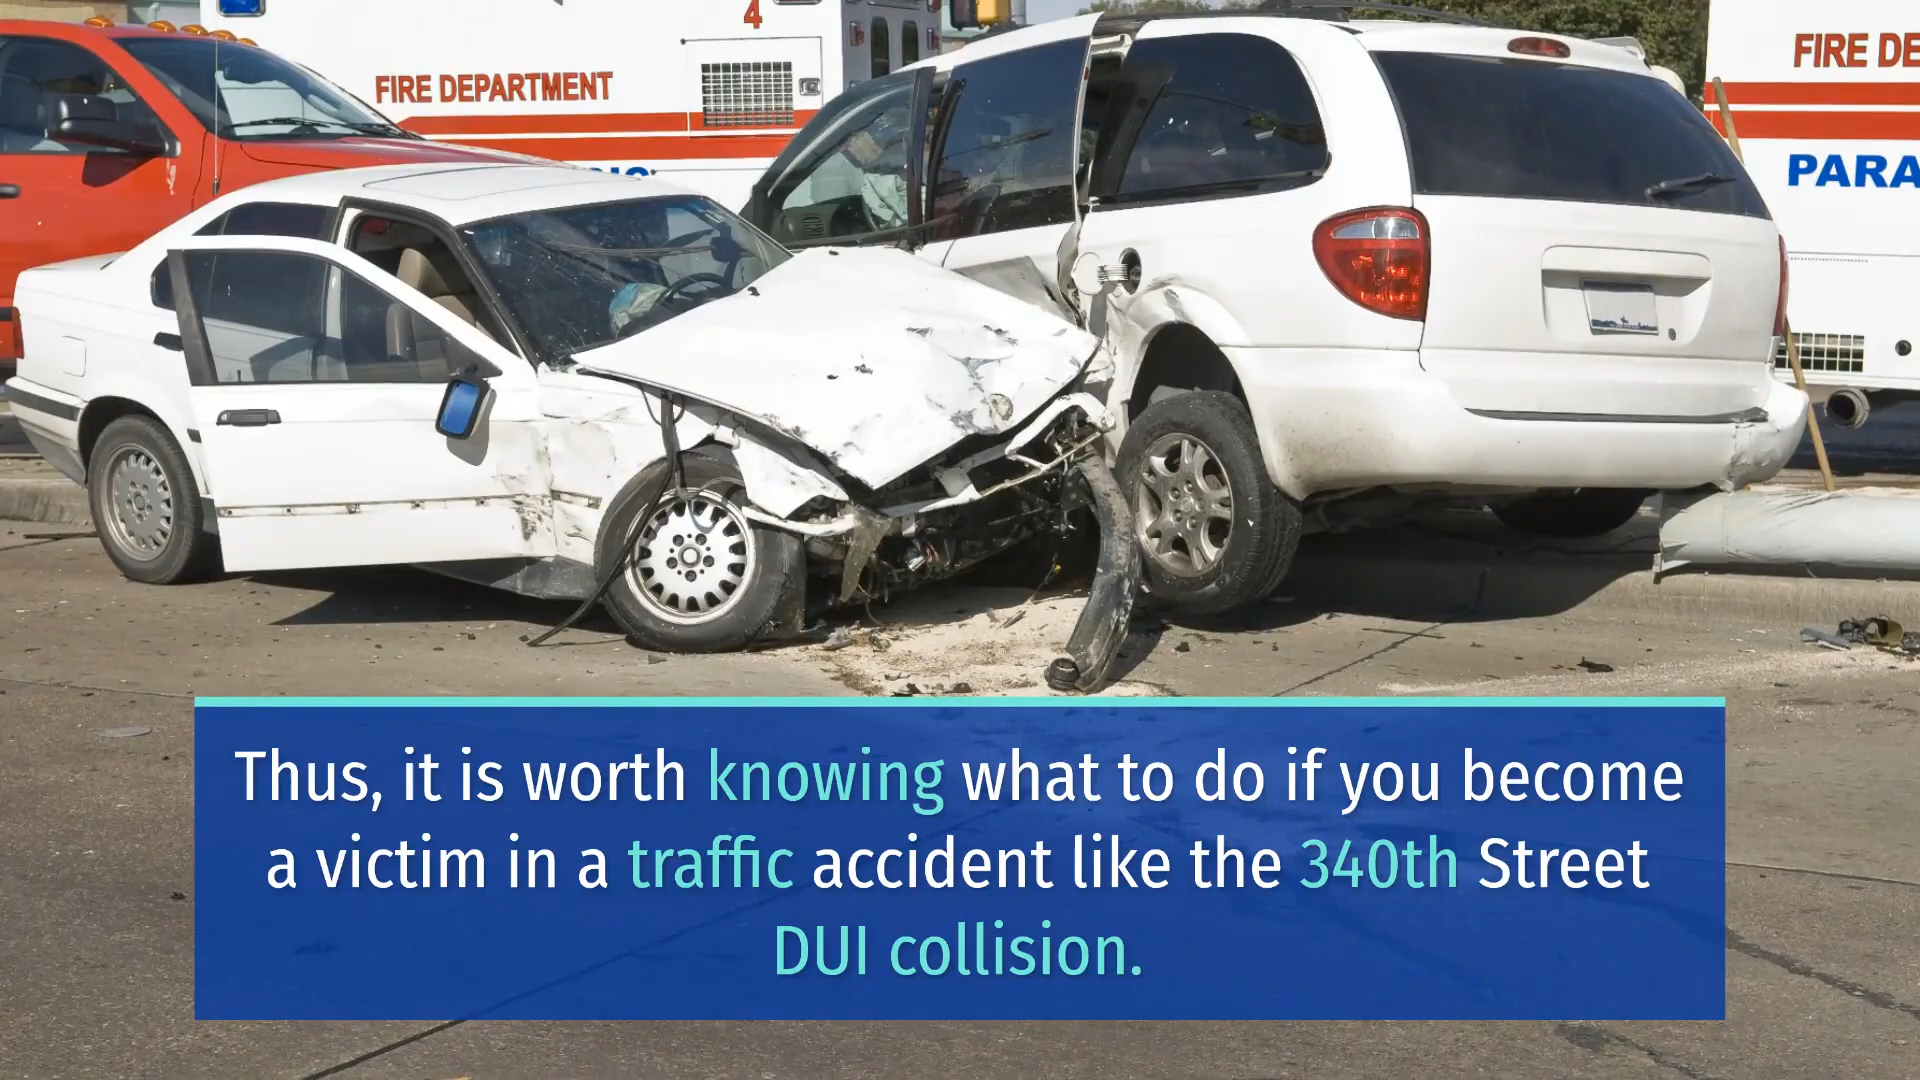 4
FIRE DEPARTMENT
FIRE DE
PARA
Thus, it is worth knowing what to do if you become
a victim in a traffic accident like the 340th Street
DUI collision.